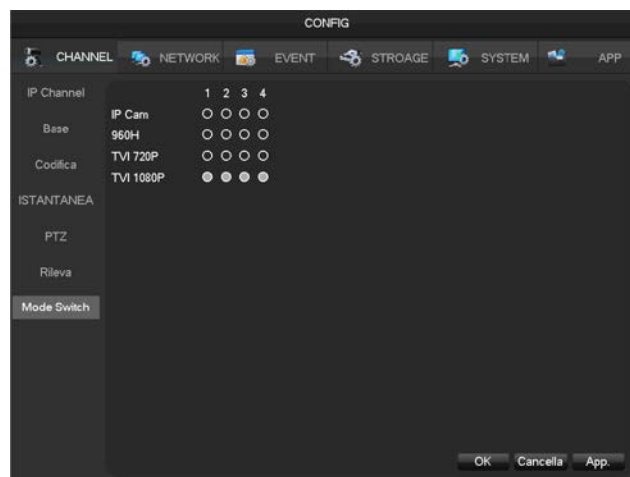 CONFIG
CHANNEL NETWORK EVENT STROAGE SYSTEM APP
IP Channel
Base
Codifica
ISTANTANEA
PTZ
Rileva
Mode Switch
1 2 3 4
IP Cam
960H
TVI 720P
TVI 1080P
OK Cancella App.